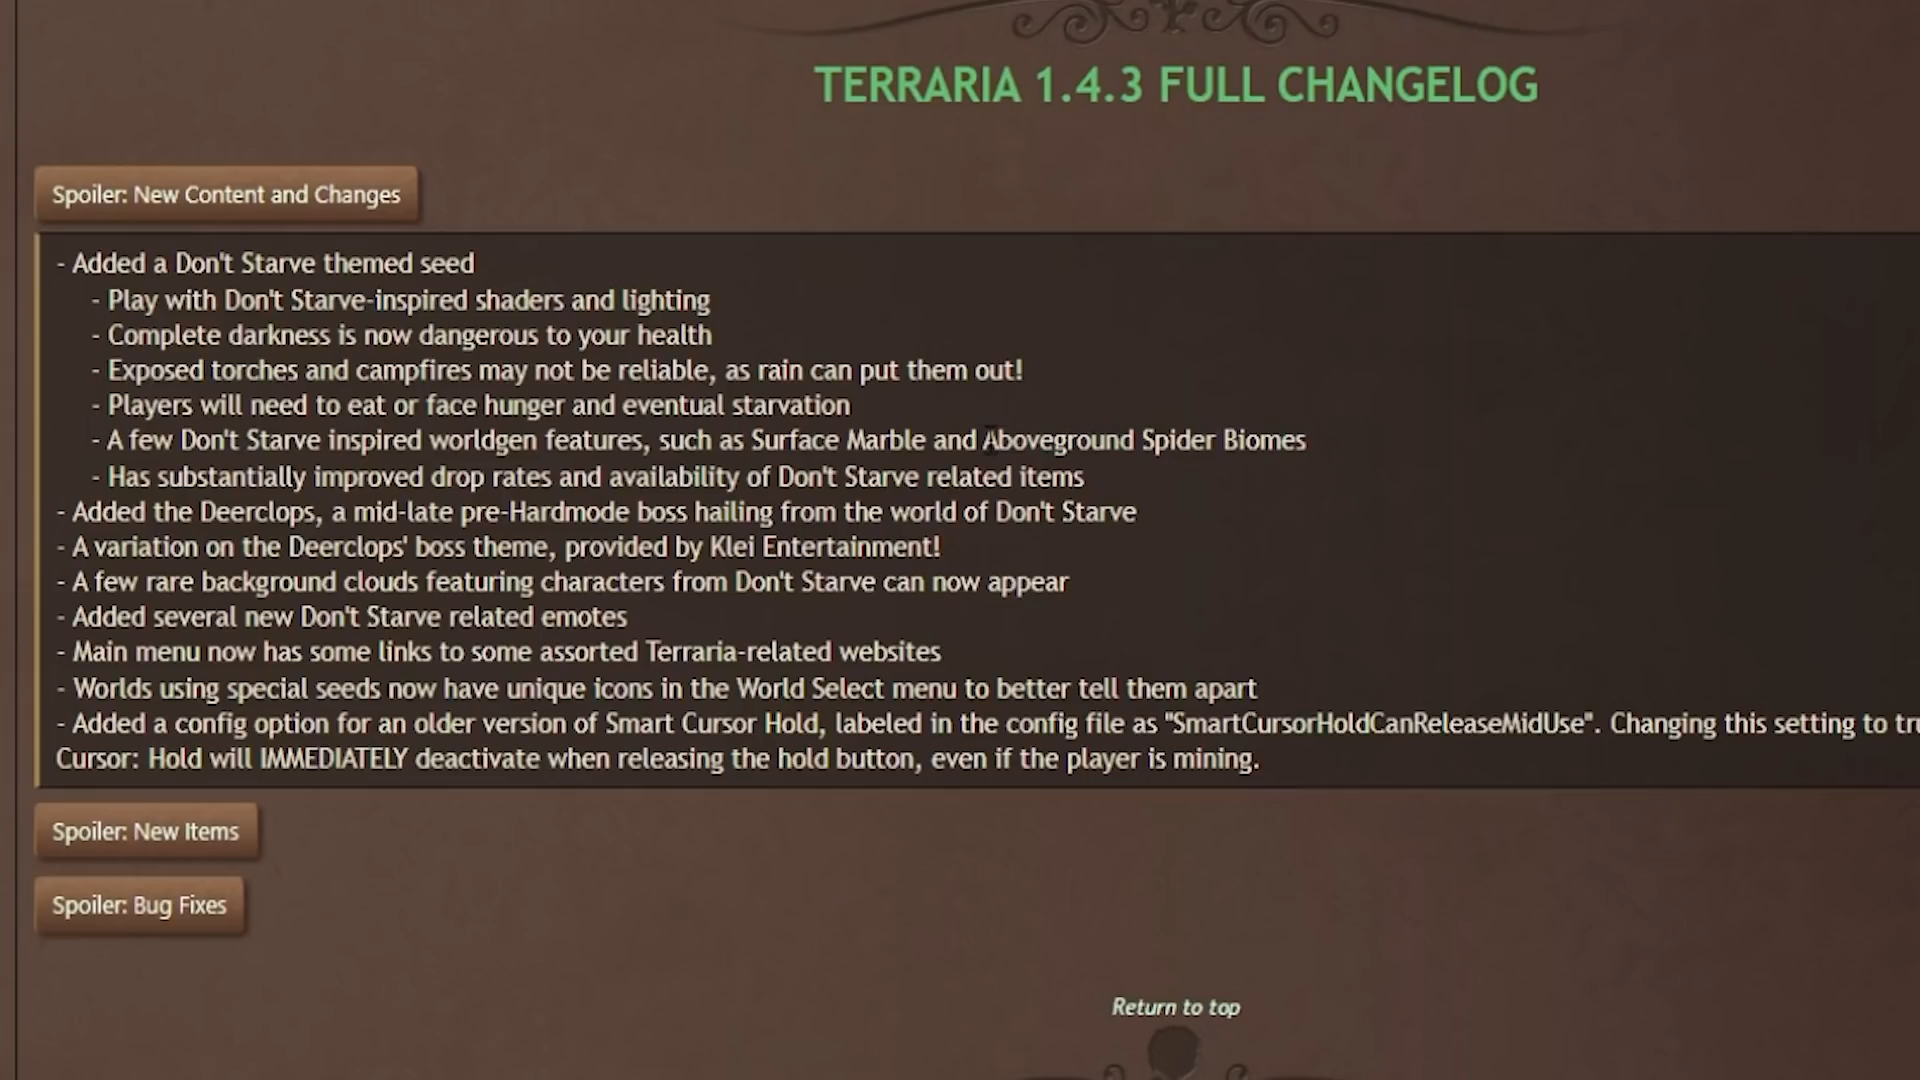 TERRARIA 1.4.3 FULL CHANGELOG
Spoiler: New Content and Changes
- Added a Don't Starve themed seed
- Play with Don't Starve-inspired shaders and lighting
- Complete darkness is now dangerous to your health
- Exposed torches and campfires may not be reliable, as rain can put them out!
- Players will need to eat or face hunger and eventual starvation
- A few Don't Starve inspired worldgen features, such as Surface Marble and Aboveground Spider Biomes
- Has substantially improved drop rates and availability of Don't Starve related items
- Added the Deerclops, a mid-late pre-Hardmode boss hailing from the world of Don't Starve
- A variation on the Deerclops' boss theme, provided by Klei Entertainment!
- A few rare background clouds featuring characters from Don't Starve can now appear
- Added several new Don't Starve related emotes
- Main menu now has some links to some assorted Terraria-related websites
- Worlds using special seeds now have unique icons in the World Select menu to better tell them apart
- Added a config option for an older version of Smart Cursor Hold, labeled in the config file as "SmartCursorHoldCanReleaseMidUse". Changing this setting to
Cursor: Hold will IMMEDIATELY deactivate when releasing the hold button, even if the player is mining.
Spoiler: New Items
Spoiler: Bug Fixes
Return to top